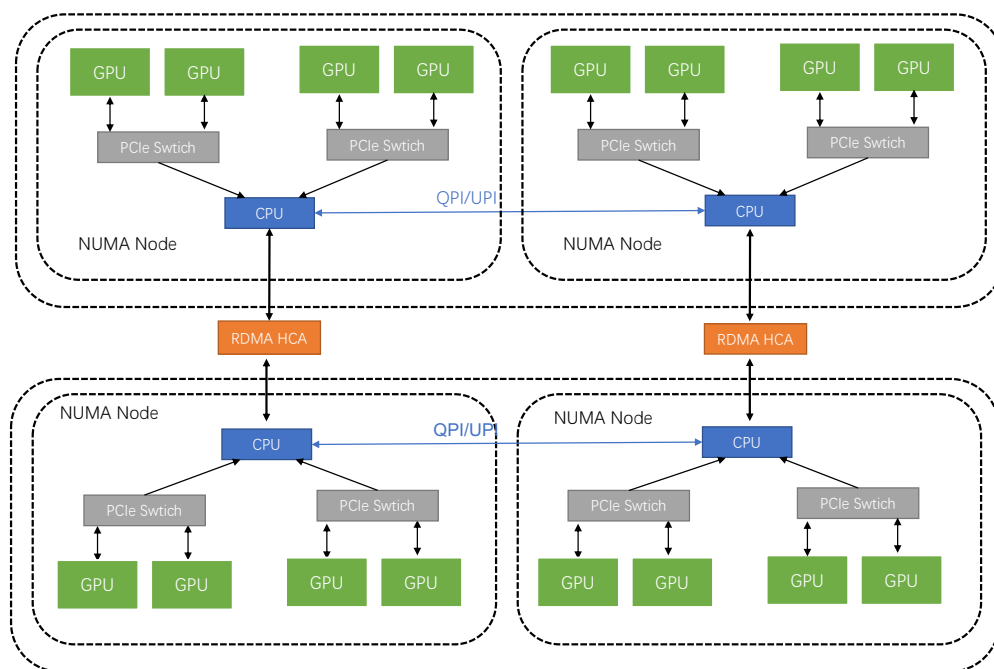 GPU
GPU
GPU
GPU
PCIe Swtich
PCIe Swtich
CPU
NUMA Node
QPI/UPI
GPU
GPU
GPU
GPU
PCIe Swtich
PCIe Swtich
CPU
NUMA Node
RDMA HCA
RDMA HCA
NUMA Node
CPU
QPI/UPI
PCIe Swtich
PCIe Swtich
GPU
GPU
GPU
GPU
NUMA Node
CPU
PCIe Swtich
PCIe Swtich
GPU
GPU
GPU
GPU